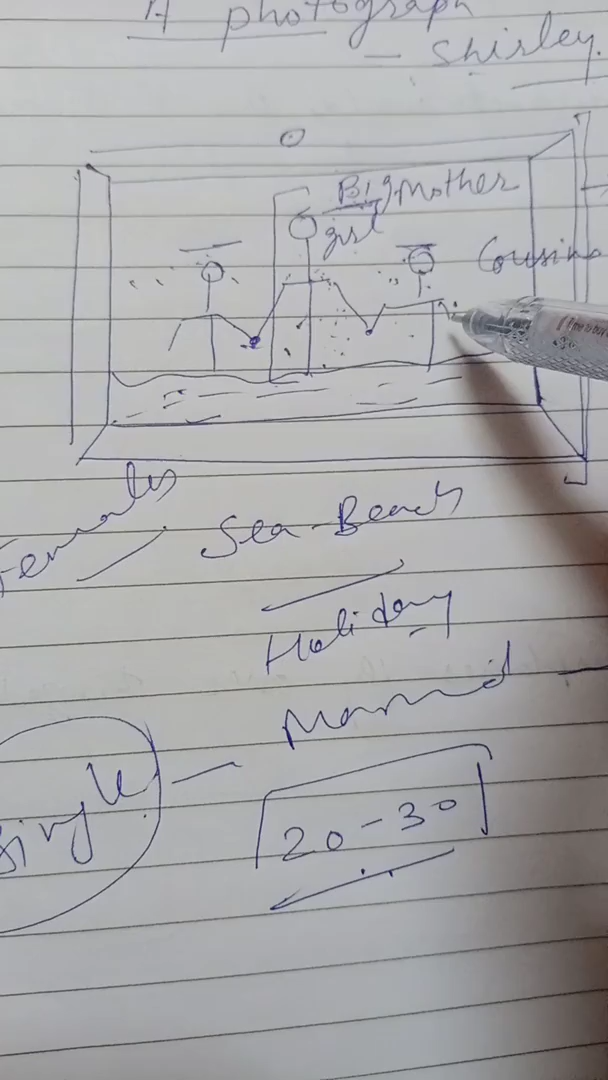 A photograph
- Shirley.
Big Mother
girl
Cousins
Females
Sea-Beach
Holiday
Married
Single
20-30